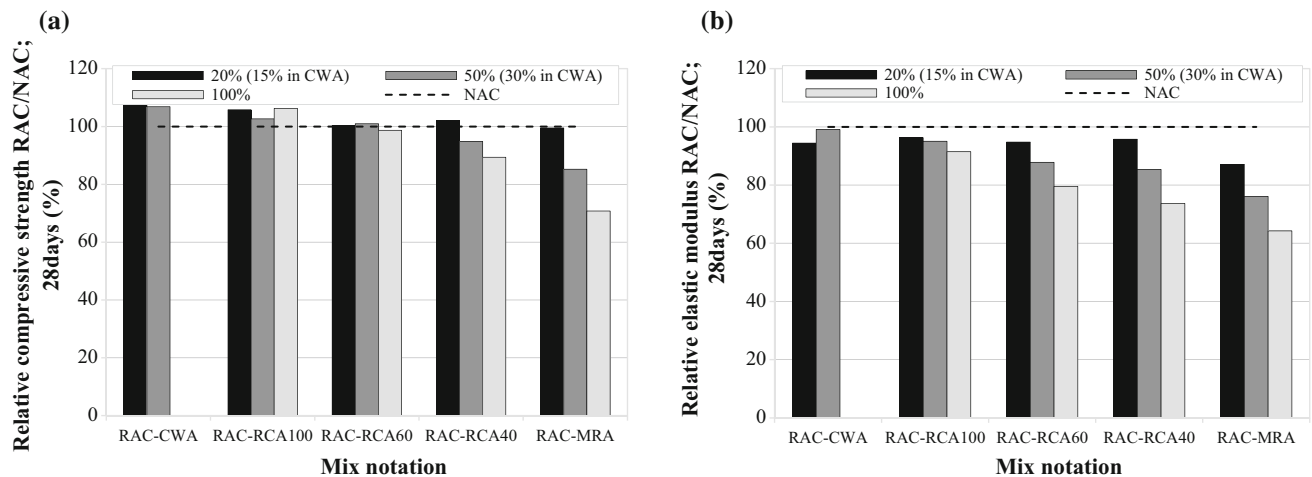 (a)
Relative compressive strength RAC/NAC;
28days (%)
120
100
80
60
40
20
0
20% (15% in CWA)
50% (30% in CWA)
100%
NAC
RAC-CWA
RAC-RCA100
RAC-RCA60
RAC-RCA40
RAC-MRA
Mix notation
(b)
Relative elastic modulus RAC/NAC;
28days (%)
120
100
80
60
40
20
0
20% (15% in CWA)
50% (30% in CWA)
100%
NAC
RAC-CWA
RAC-RCA100
RAC-RCA60
RAC-RCA40
RAC-MRA
Mix notation